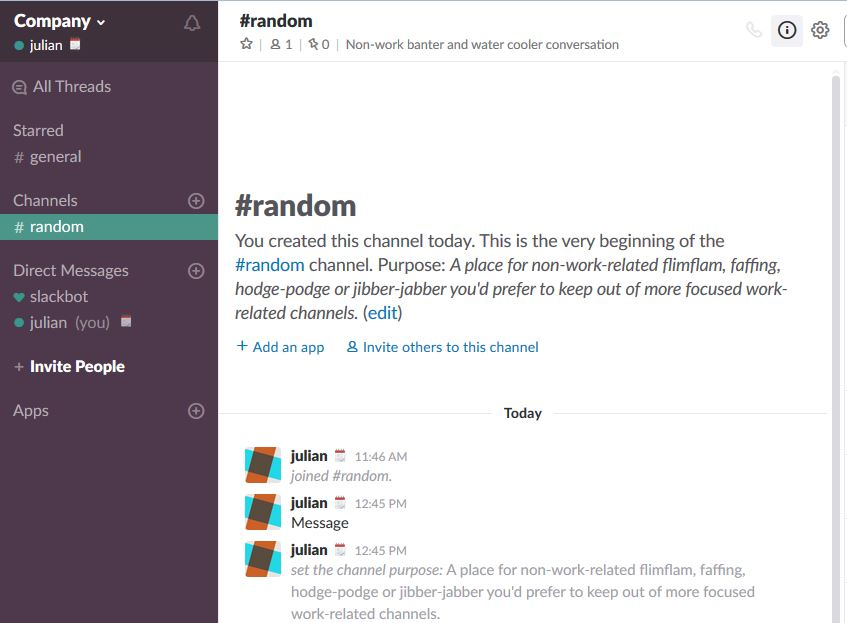 Company
julian
All Threads
Starred
# general
Channels
# random
Direct Messages
slackbot
julian (you)
+ Invite People
Apps
#random
1 | 0 | Non-work banter and water cooler conversation
#random
You created this channel today. This is the very beginning of the
#random channel. Purpose: A place for non-work-related flimflam, faffing,
hodge-podge or jibber-jabber you'd prefer to keep out of more focused work-
related channels. (edit)
+ Add an app Invite others to this channel
Today
julian 11:46 AM
joined #random.
julian 12:45 PM
Message
julian 12:45 PM
set the channel purpose: A place for non-work-related flimflam, faffing,
hodge-podge or jibber-jabber you'd prefer to keep out of more focused
work-related channels.